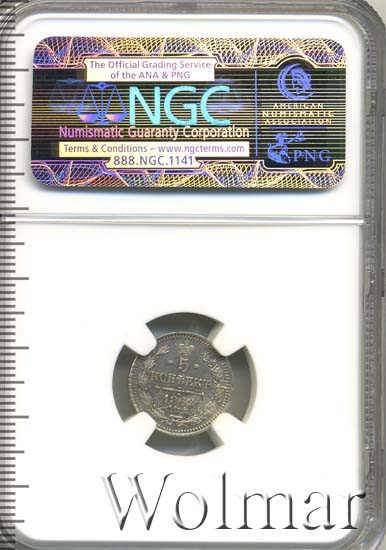 The Official Grading Service
of the ANA & PNG
NGC
Numismatic Guaranty Corporation
Terms & Conditions – www.ngcterms.com
888.NGC.1141
AMERICAN
NUMISMATIC
ASSOCIATION
PNG
5
КОПѢЕКЪ
Wolmar